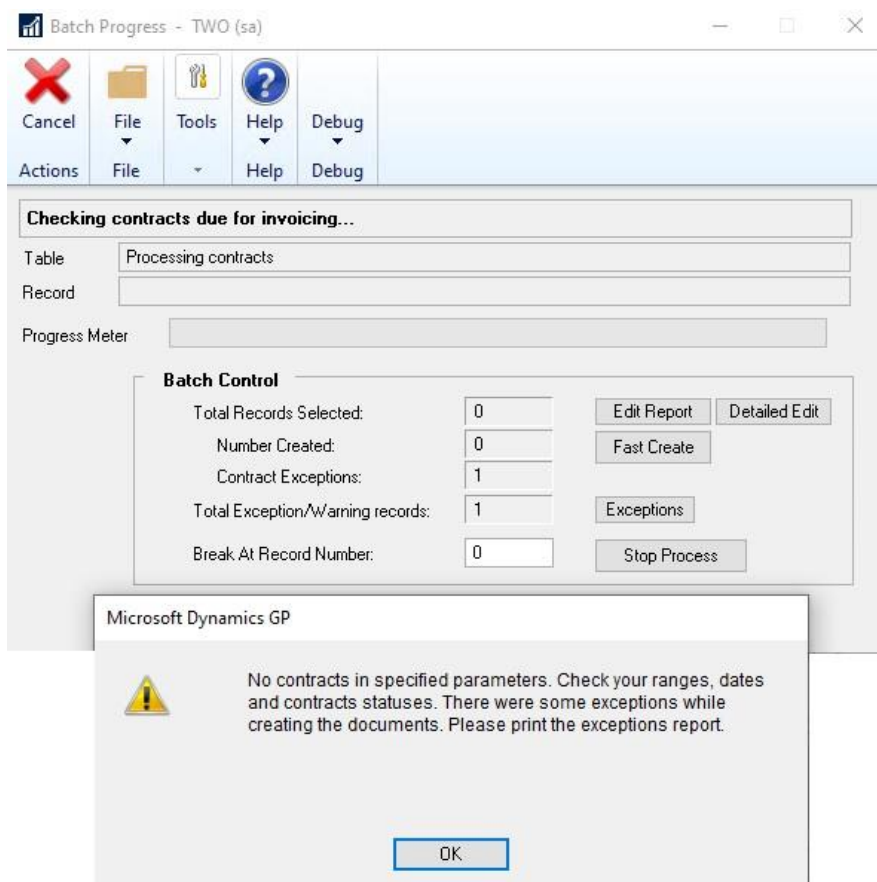 Batch Progress - TWO (sa)
Cancel File Tools Help Debug
Actions File Help Debug
Checking contracts due for invoicing...
Table Processing contracts
Record
Progress Meter
Batch Control
Total Records Selected: 0 Edit Report Detailed Edit
Number Created: 0 Fast Create
Contract Exceptions: 1
Total Exception/Warning records: 1 Exceptions
Break At Record Number: 0 Stop Process
Microsoft Dynamics GP
No contracts in specified parameters. Check your ranges, dates
and contracts statuses. There were some exceptions while
creating the documents. Please print the exceptions report.
OK